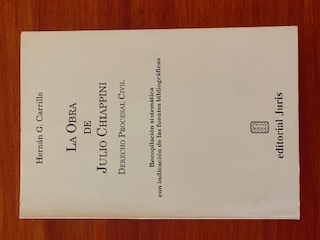 Hernán G. Carrillo
LA OBRA
DE
JULIO CHIAPPINI
DERECHO PROCESAL CIVIL
Recopilación sistemática
con indicación de las fuentes bibliográficas
editorial Juris